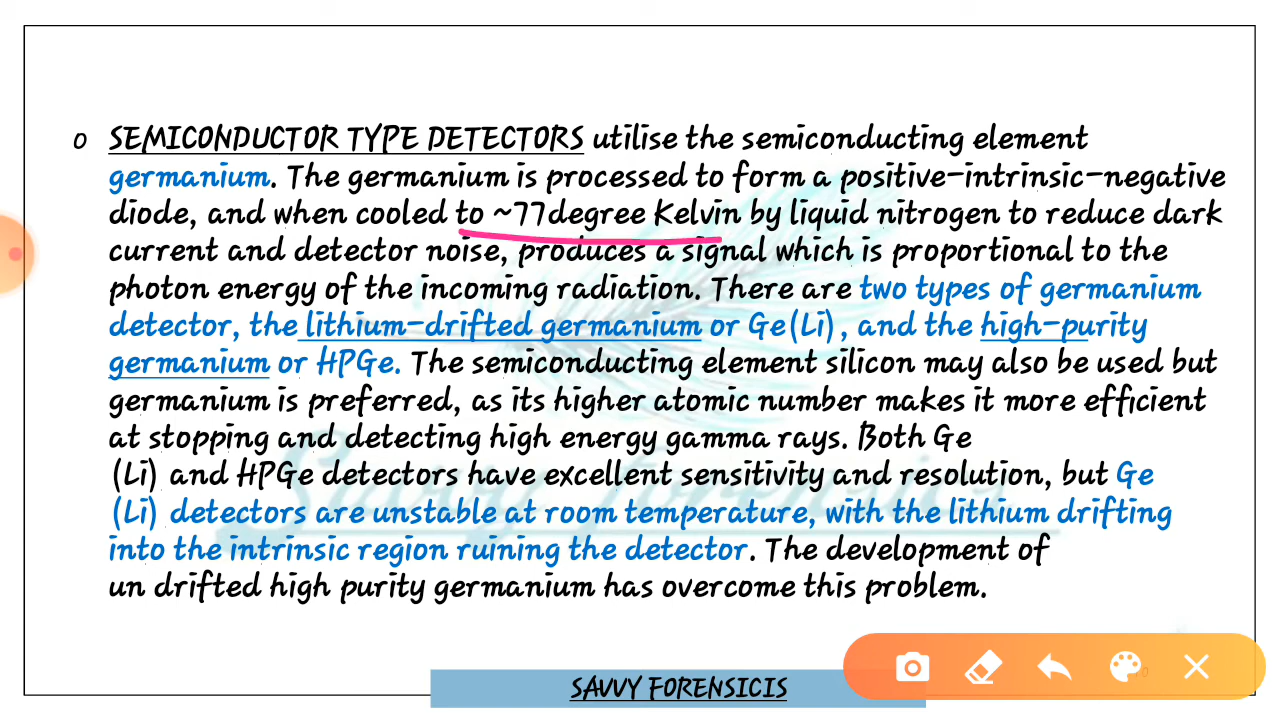 o SEMICONDUCTOR TYPE DETECTORS utilise the semiconducting element
germanium. The germanium is processed to form a positive-intrinsic-negative
diode, and when cooled to ~77degree Kelvin by liquid nitrogen to reduce dark
current and detector noise, produces a signal which is proportional to the
photon energy of the incoming radiation. There are two types of germanium
detector, the lithium-drifted germanium or Ge(Li), and the high-purity
germanium or HPGe. The semiconducting element silicon may also be used but
germanium is preferred, as its higher atomic number makes it more efficient
at stopping and detecting high energy gamma rays. Both Ge
(Li) and HPGe detectors have excellent sensitivity and resolution, but Ge
(Li) detectors are unstable at room temperature, with the lithium drifting
into the intrinsic region ruining the detector. The development of
un drifted high purity germanium has overcome this problem.
Savvy Forensics
SAVVY FORENSICIS